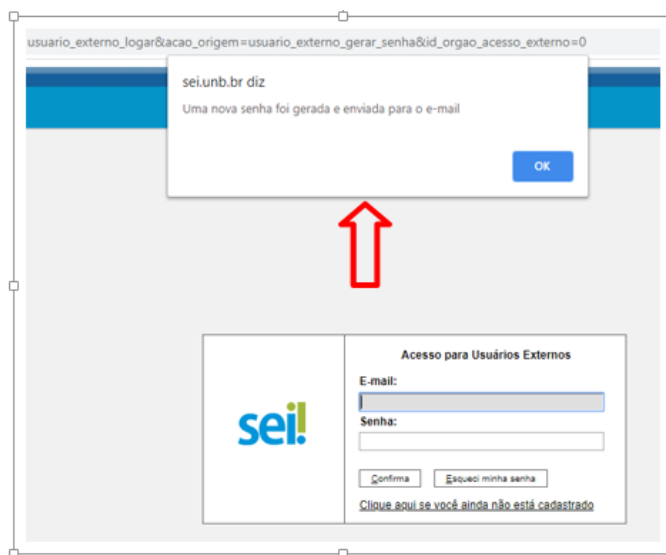 usuario_externo_logar&acao_origem=usuario_externo_gerar_senha&id_orgao_acesso_externo=0
sei.unb.br diz
Uma nova senha foi gerada e enviada para o e-mail
OK
Acesso para Usuários Externos
E-mail:
sei!
Senha:
Confirma Esqueci minha senha
Clique aqui se você ainda não está cadastrado